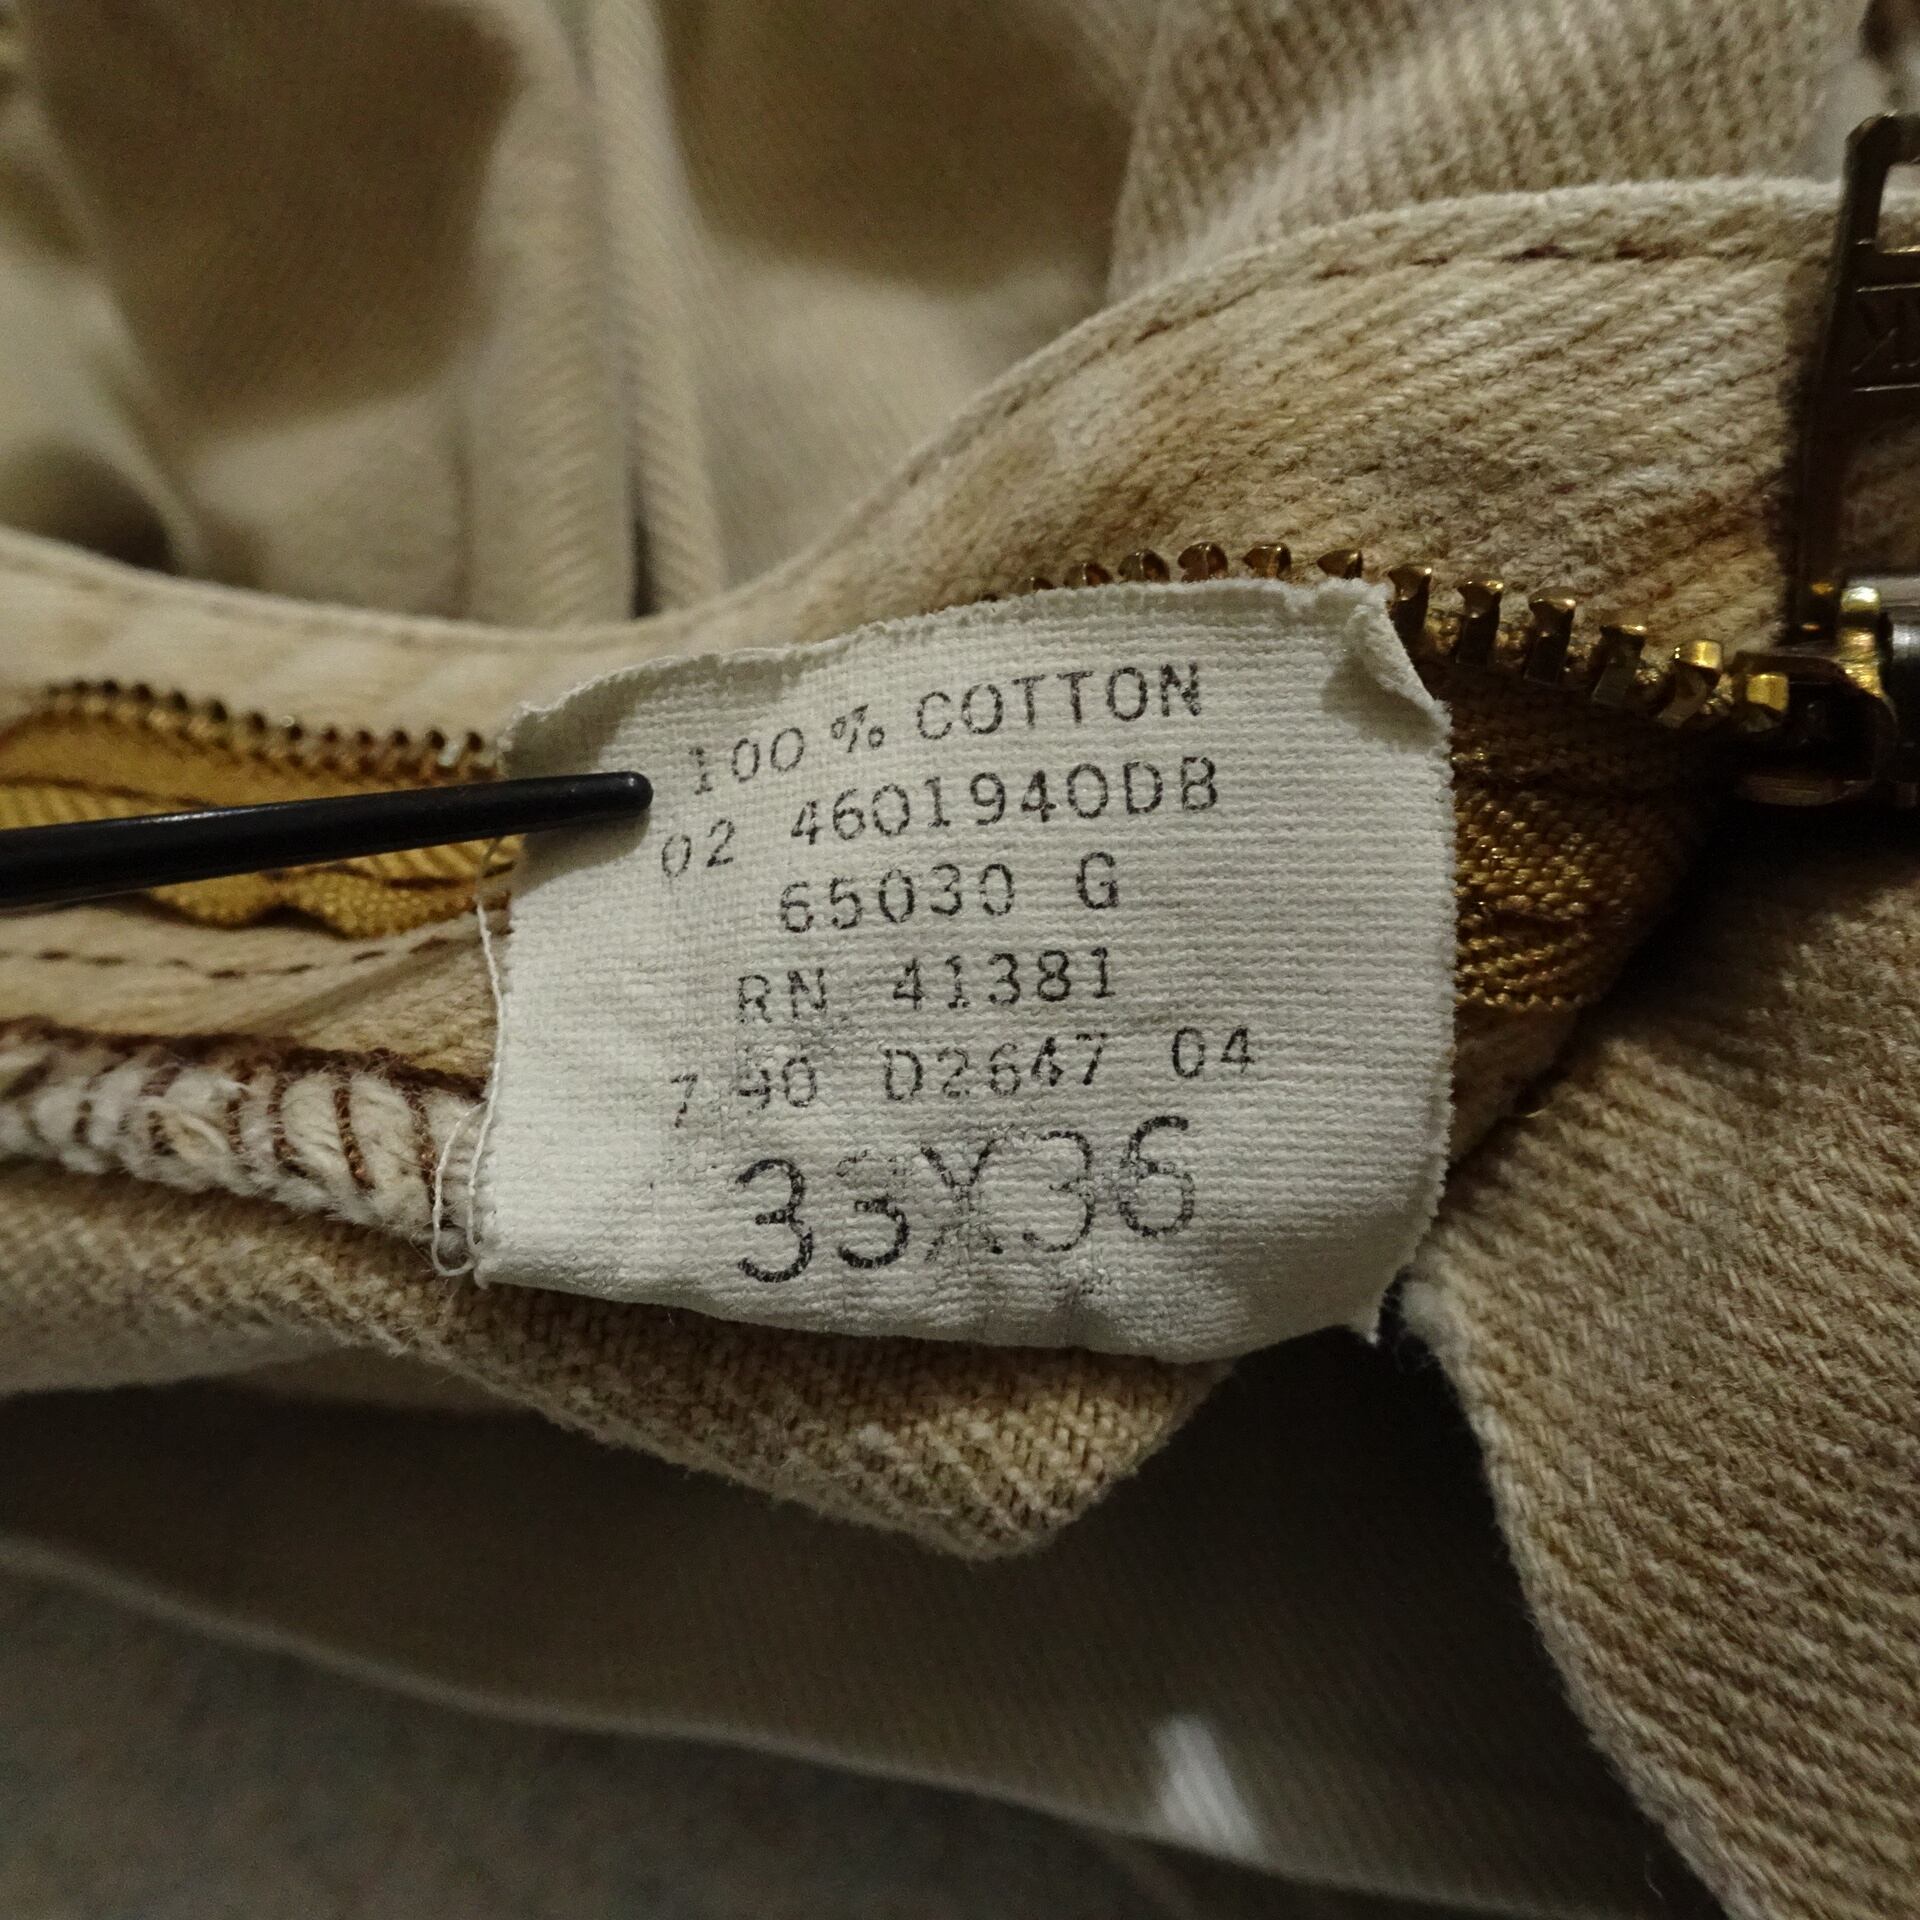 100% COTTON
02 4601940DB
65030 G
RN 41381
7 90 D2647 04
33X36